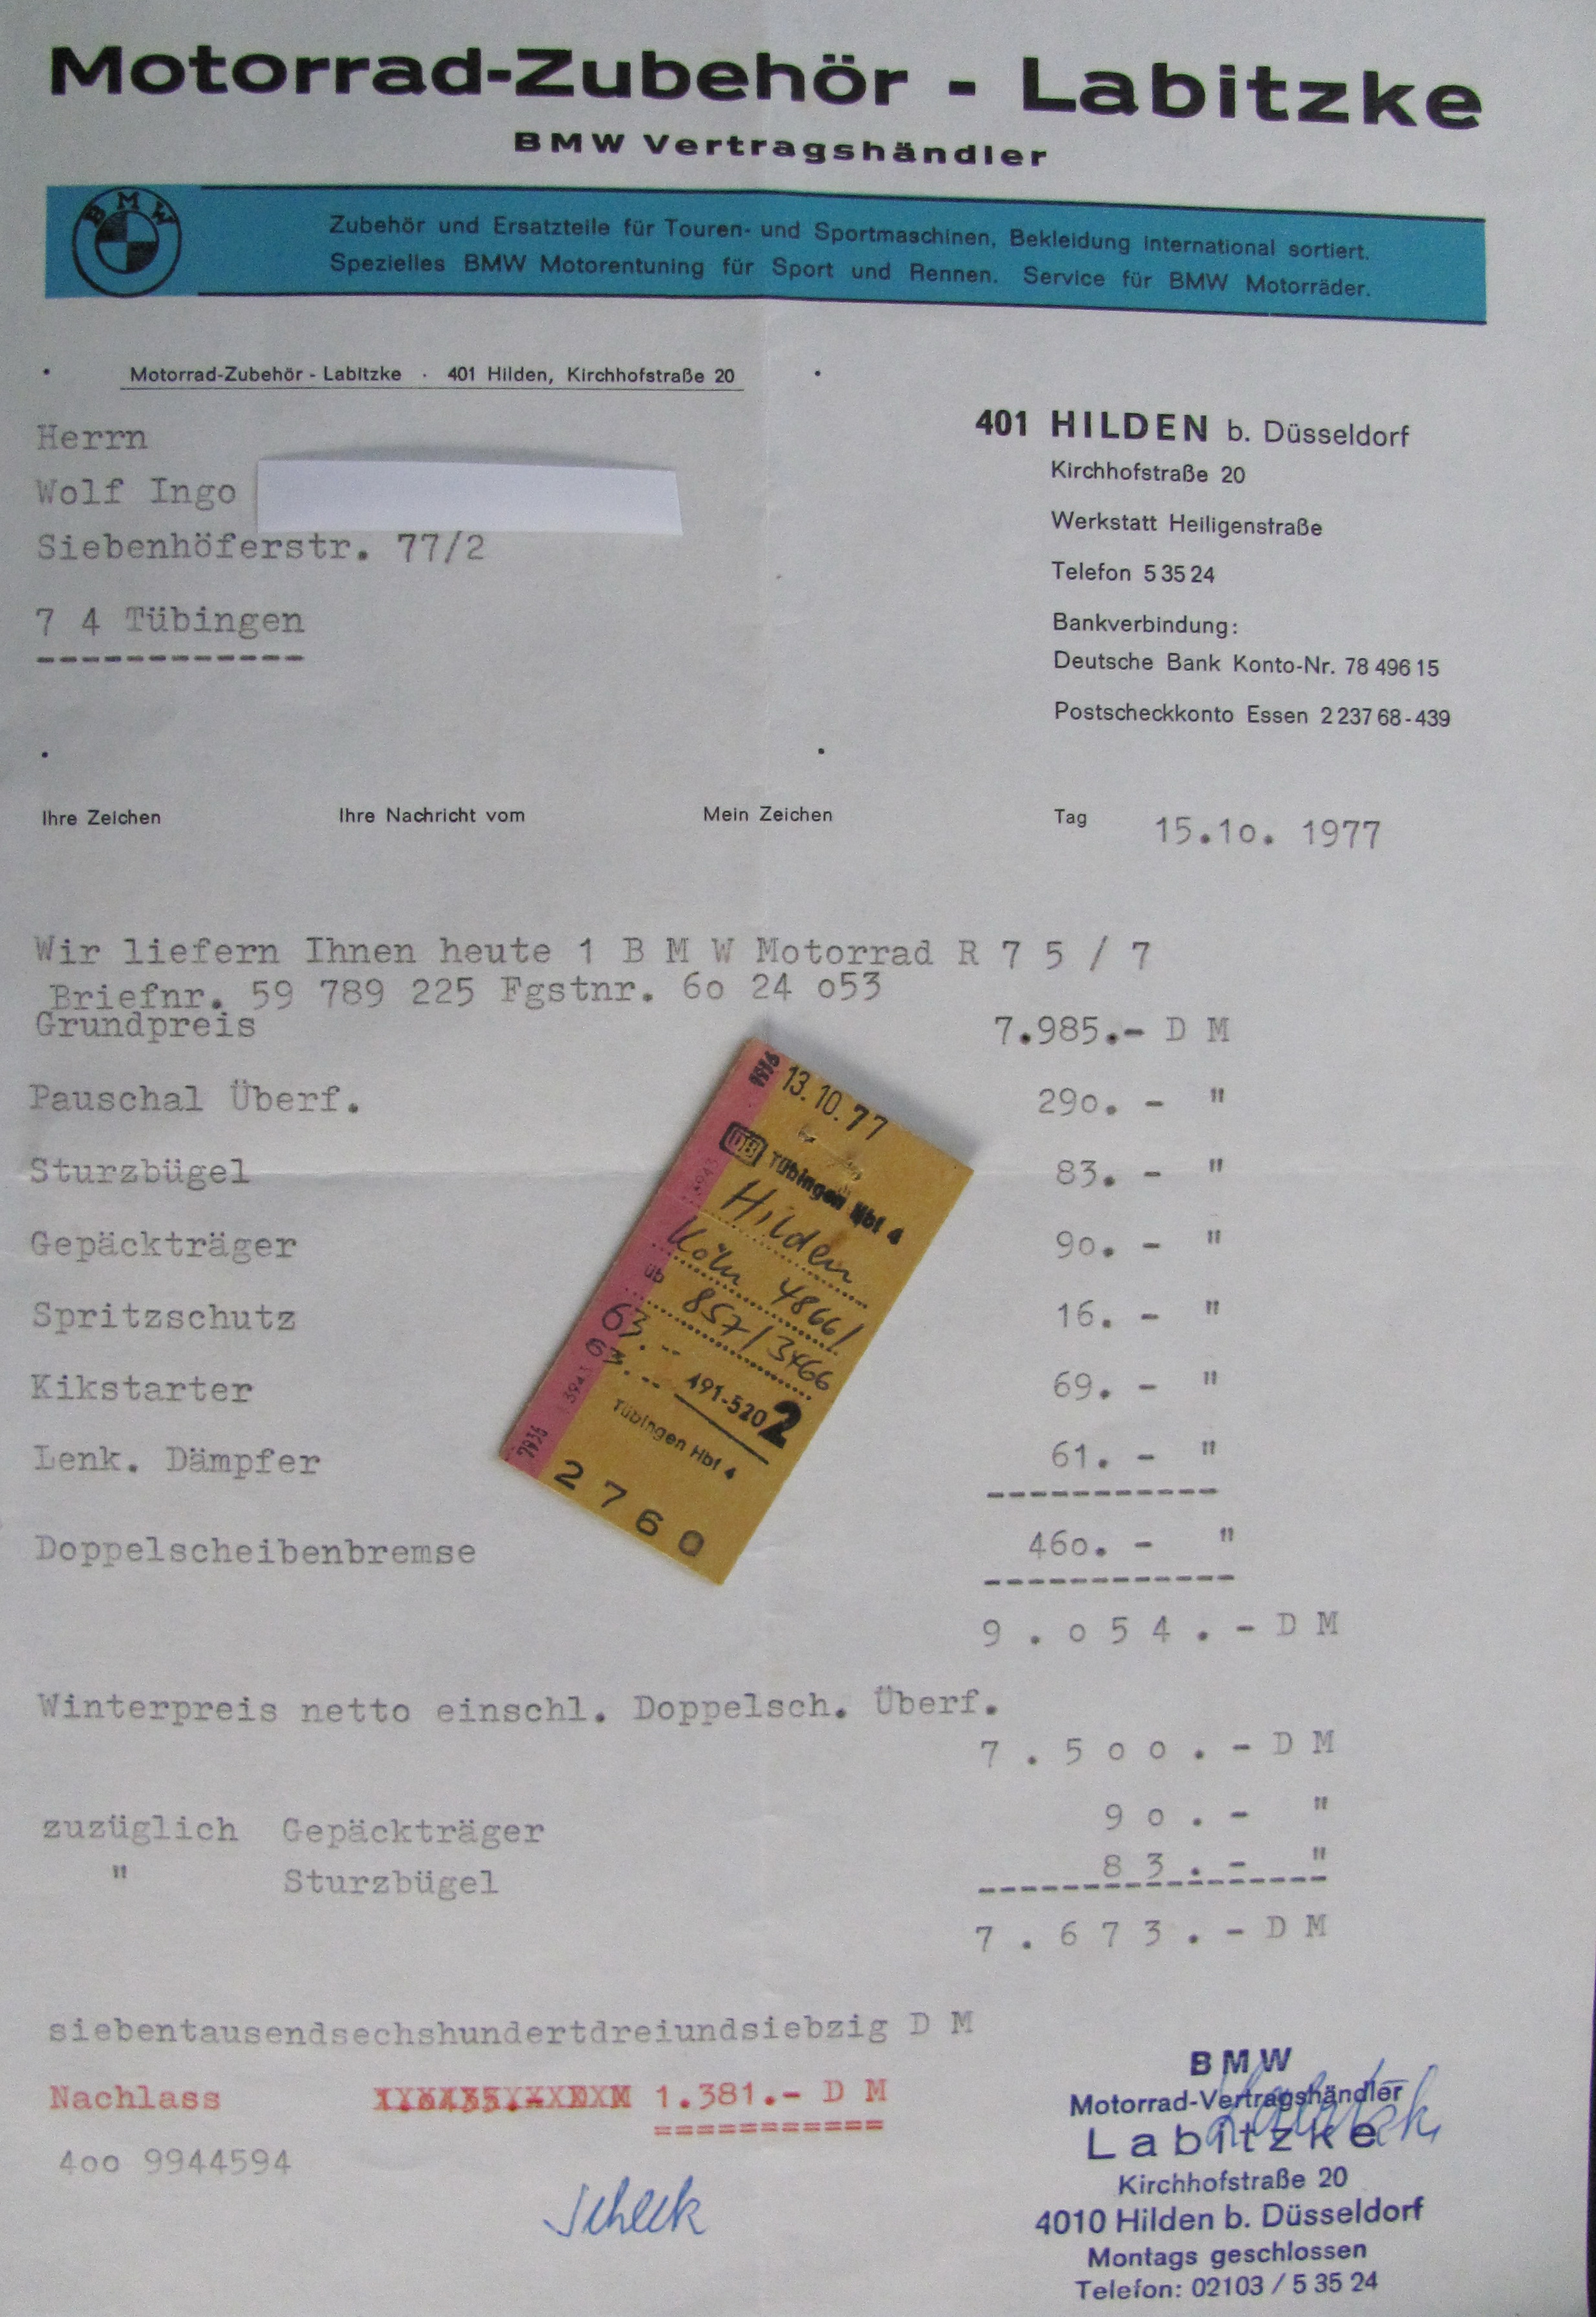 Motorrad-Zubehör - Labitzke
BMW Vertragshändler
BMW
Zubehör und Ersatzteile für Touren- und Sportmaschinen, Bekleidung international sortiert.
Spezielles BMW Motorentuning für Sport und Rennen. Service für BMW Motorräder.
Motorrad-Zubehör - Labitzke · 401 Hilden, Kirchhofstraße 20
401 HILDEN b. Düsseldorf
Kirchhofstraße 20
Werkstatt Heiligenstraße
Telefon 5 35 24
Bankverbindung:
Deutsche Bank Konto-Nr. 78 496 15
Postscheckkonto Essen 2 237 68 - 439
Herrn
Wolf Ingo
Siebenhöferstr. 77/2
7 4 Tübingen
Ihre Zeichen Ihre Nachricht vom Mein Zeichen Tag 15.1o. 1977
Wir liefern Ihnen heute 1 B M W Motorrad R 7 5 / 7
Briefnr. 59 789 225 Fgstnr. 6o 24 o53
Grundpreis 7.985.- D M
Pauschal Überf. 29o. - "
Sturzbügel 83. - "
Gepäckträger 9o. - "
Spritzschutz 16. - "
Kikstarter 69. - "
Lenk. Dämpfer 61. - "
Doppelscheibenbremse 46o. - "
9 . o 5 4 . - D M
Winterpreis netto einschl. Doppelsch. Überf.
7 . 5 o o . - D M
zuzüglich Gepäckträger 9 o . - "
" Sturzbügel 8 3 . - "
7 . 6 7 3 . - D M
siebentausendsechshundertdreiundsiebzig D M
Nachlass 1.381.- D M
4oo 9944594
Scheck
BMW
Motorrad-Vertragshändler
Labitzke
Kirchhofstraße 20
4010 Hilden b. Düsseldorf
Montags geschlossen
Telefon: 02103 / 5 35 24
13.10.77
DB Tübingen Hbf 4
3943
Hilden
Köln 4866/
üb 857/3466
63.--
63.--
3943
491-520 2
Tübingen Hbf 4
2760